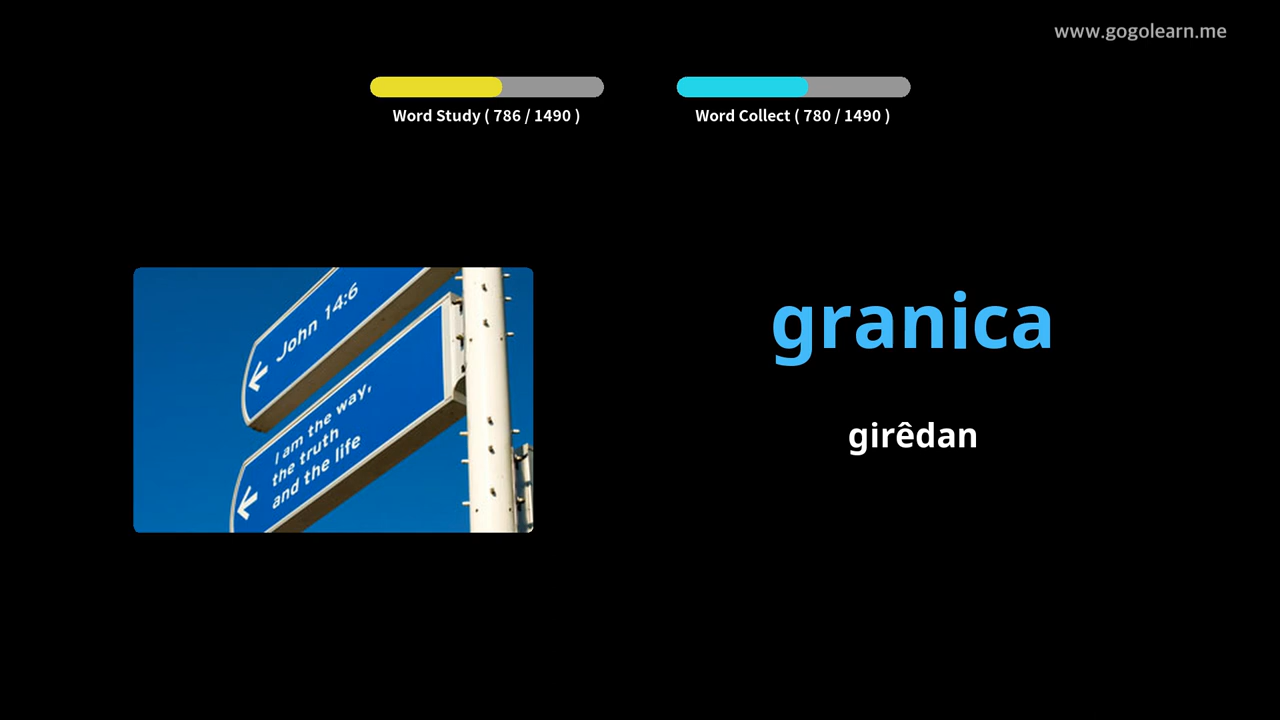 www.gogolearn.me
Word Study ( 786 / 1490 )
Word Collect ( 780 / 1490 )
John 14:6
I am the way,
the truth
and the life
granica
girêdan